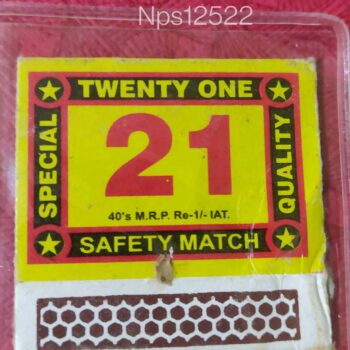 Nps12522
TWENTY ONE
SPECIAL
21
QUALITY
40's M.R.P. Re-1/- IAT.
SAFETY MATCH